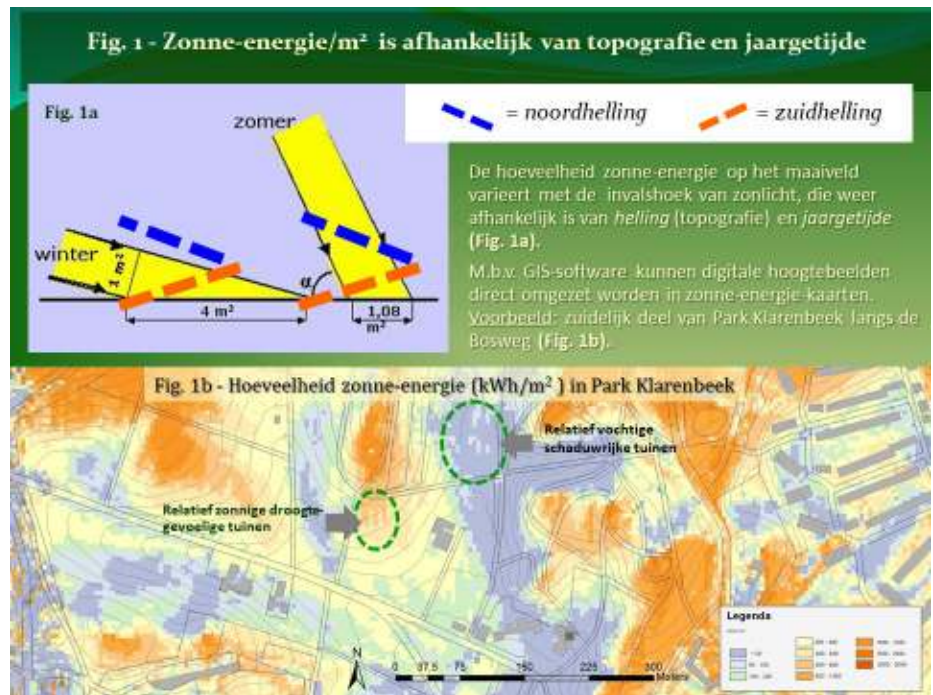 Fig. 1 - Zonne-energie/m² is afhankelijk van topografie en jaargetijde
Fig. 1a
zomer
winter
1 m²
4 m²
α
1,08
m²
= noordhelling
= zuidhelling
De hoeveelheid zonne-energie op het maaiveld
varieert met de invalshoek van zonlicht, die weer
afhankelijk is van helling (topografie) en jaargetijde
(Fig. 1a).
M.b.v. GIS-software kunnen digitale hoogtebeelden
direct omgezet worden in zonne-energie-kaarten.
Voorbeeld: zuidelijk deel van Park Klarenbeek langs de
Bosweg (Fig. 1b).
Fig. 1b - Hoeveelheid zonne-energie (kWh/m² ) in Park Klarenbeek
Relatief vochtige
schaduwrijke tuinen
Relatief zonnige droogte-
gevoelige tuinen
N
0 37.5 75 150 225 300
Meters
Legenda